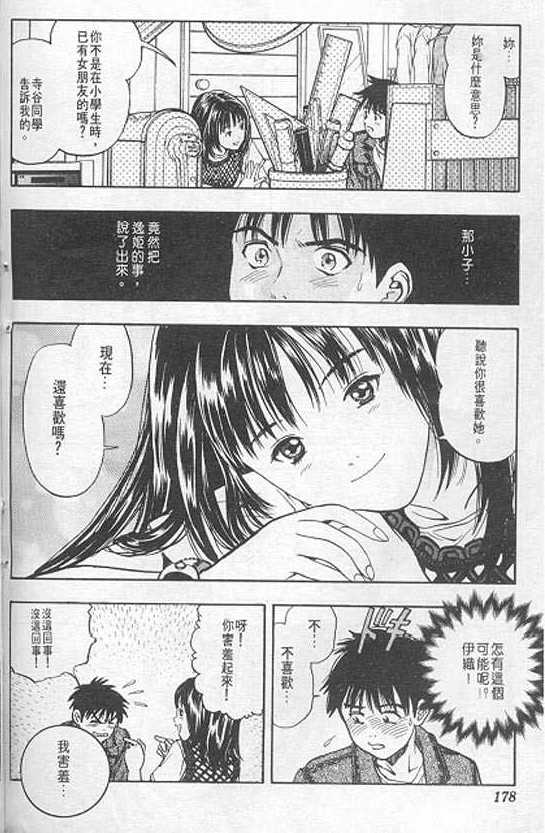 妳…
妳是什麼意思？
你不是在小學生時，
已有女朋友的嗎？
寺谷同學
告訴我的。
那小子…
竟然把
逸姬的事，
說了出來。
聽說你很喜歡她。
現在…
還喜歡嗎？
怎有這個
可能呢！？
伊織！
不！…
不喜歡…
ドキッ
呀！
你害羞起來！
沒這回事！
沒這回事！
我害羞…
178